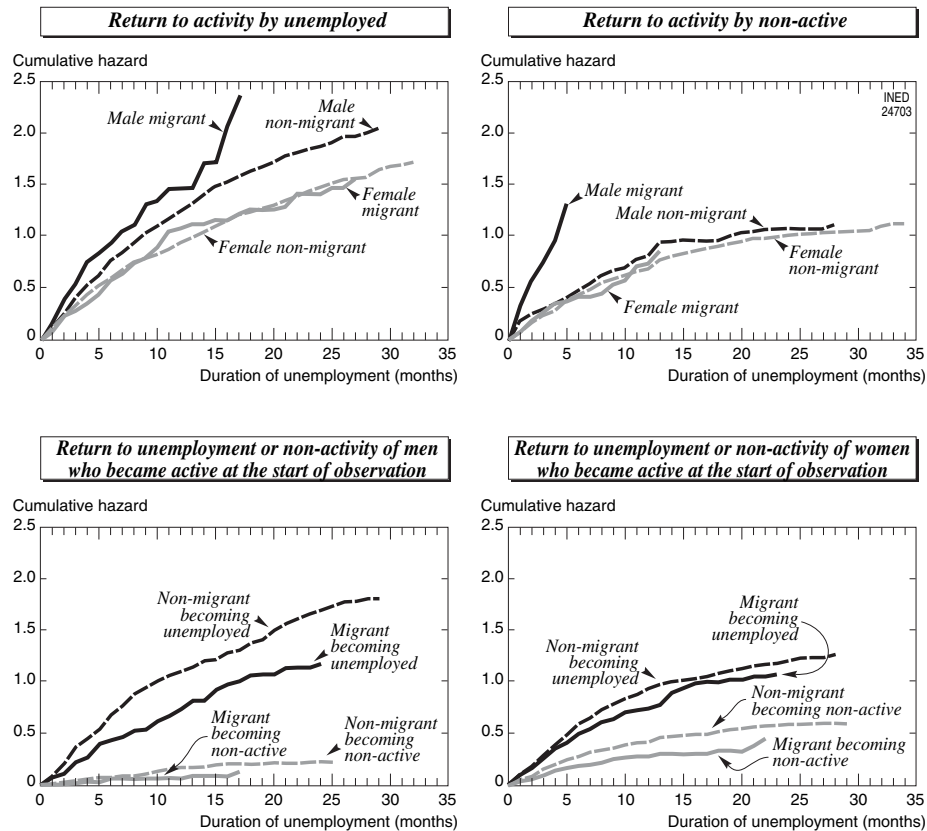 Return to activity by unemployed
Cumulative hazard
2.5
2.0
1.5
1.0
0.5
0
0 5 10 15 20 25 30 35
Male migrant
Male
non-migrant
Female
migrant
Female non-migrant
Duration of unemployment (months)
Return to activity by non-active
Cumulative hazard
2.5
2.0
1.5
1.0
0.5
0
0 5 10 15 20 25 30 35
INED
24703
Male migrant
Male non-migrant
Female
non-migrant
Female migrant
Duration of unemployment (months)
Return to unemployment or non-activity of men
who became active at the start of observation
Cumulative hazard
2.5
2.0
1.5
1.0
0.5
0
0 5 10 15 20 25 30 35
Non-migrant
becoming
unemployed
Migrant
becoming
unemployed
Migrant
becoming
non-active
Non-migrant
becoming
non-active
Duration of unemployment (months)
Return to unemployment or non-activity of women
who became active at the start of observation
Cumulative hazard
2.5
2.0
1.5
1.0
0.5
0
0 5 10 15 20 25 30 35
Migrant
becoming
unemployed
Non-migrant
becoming
unemployed
Non-migrant
becoming non-active
Migrant becoming
non-active
Duration of unemployment (months)